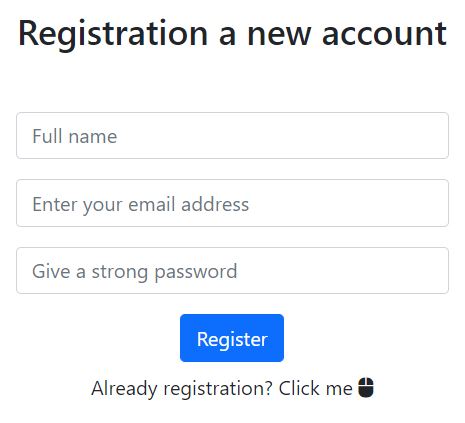 Registration a new account
Full name
Enter your email address
Give a strong password
Register
Already registration? Click me